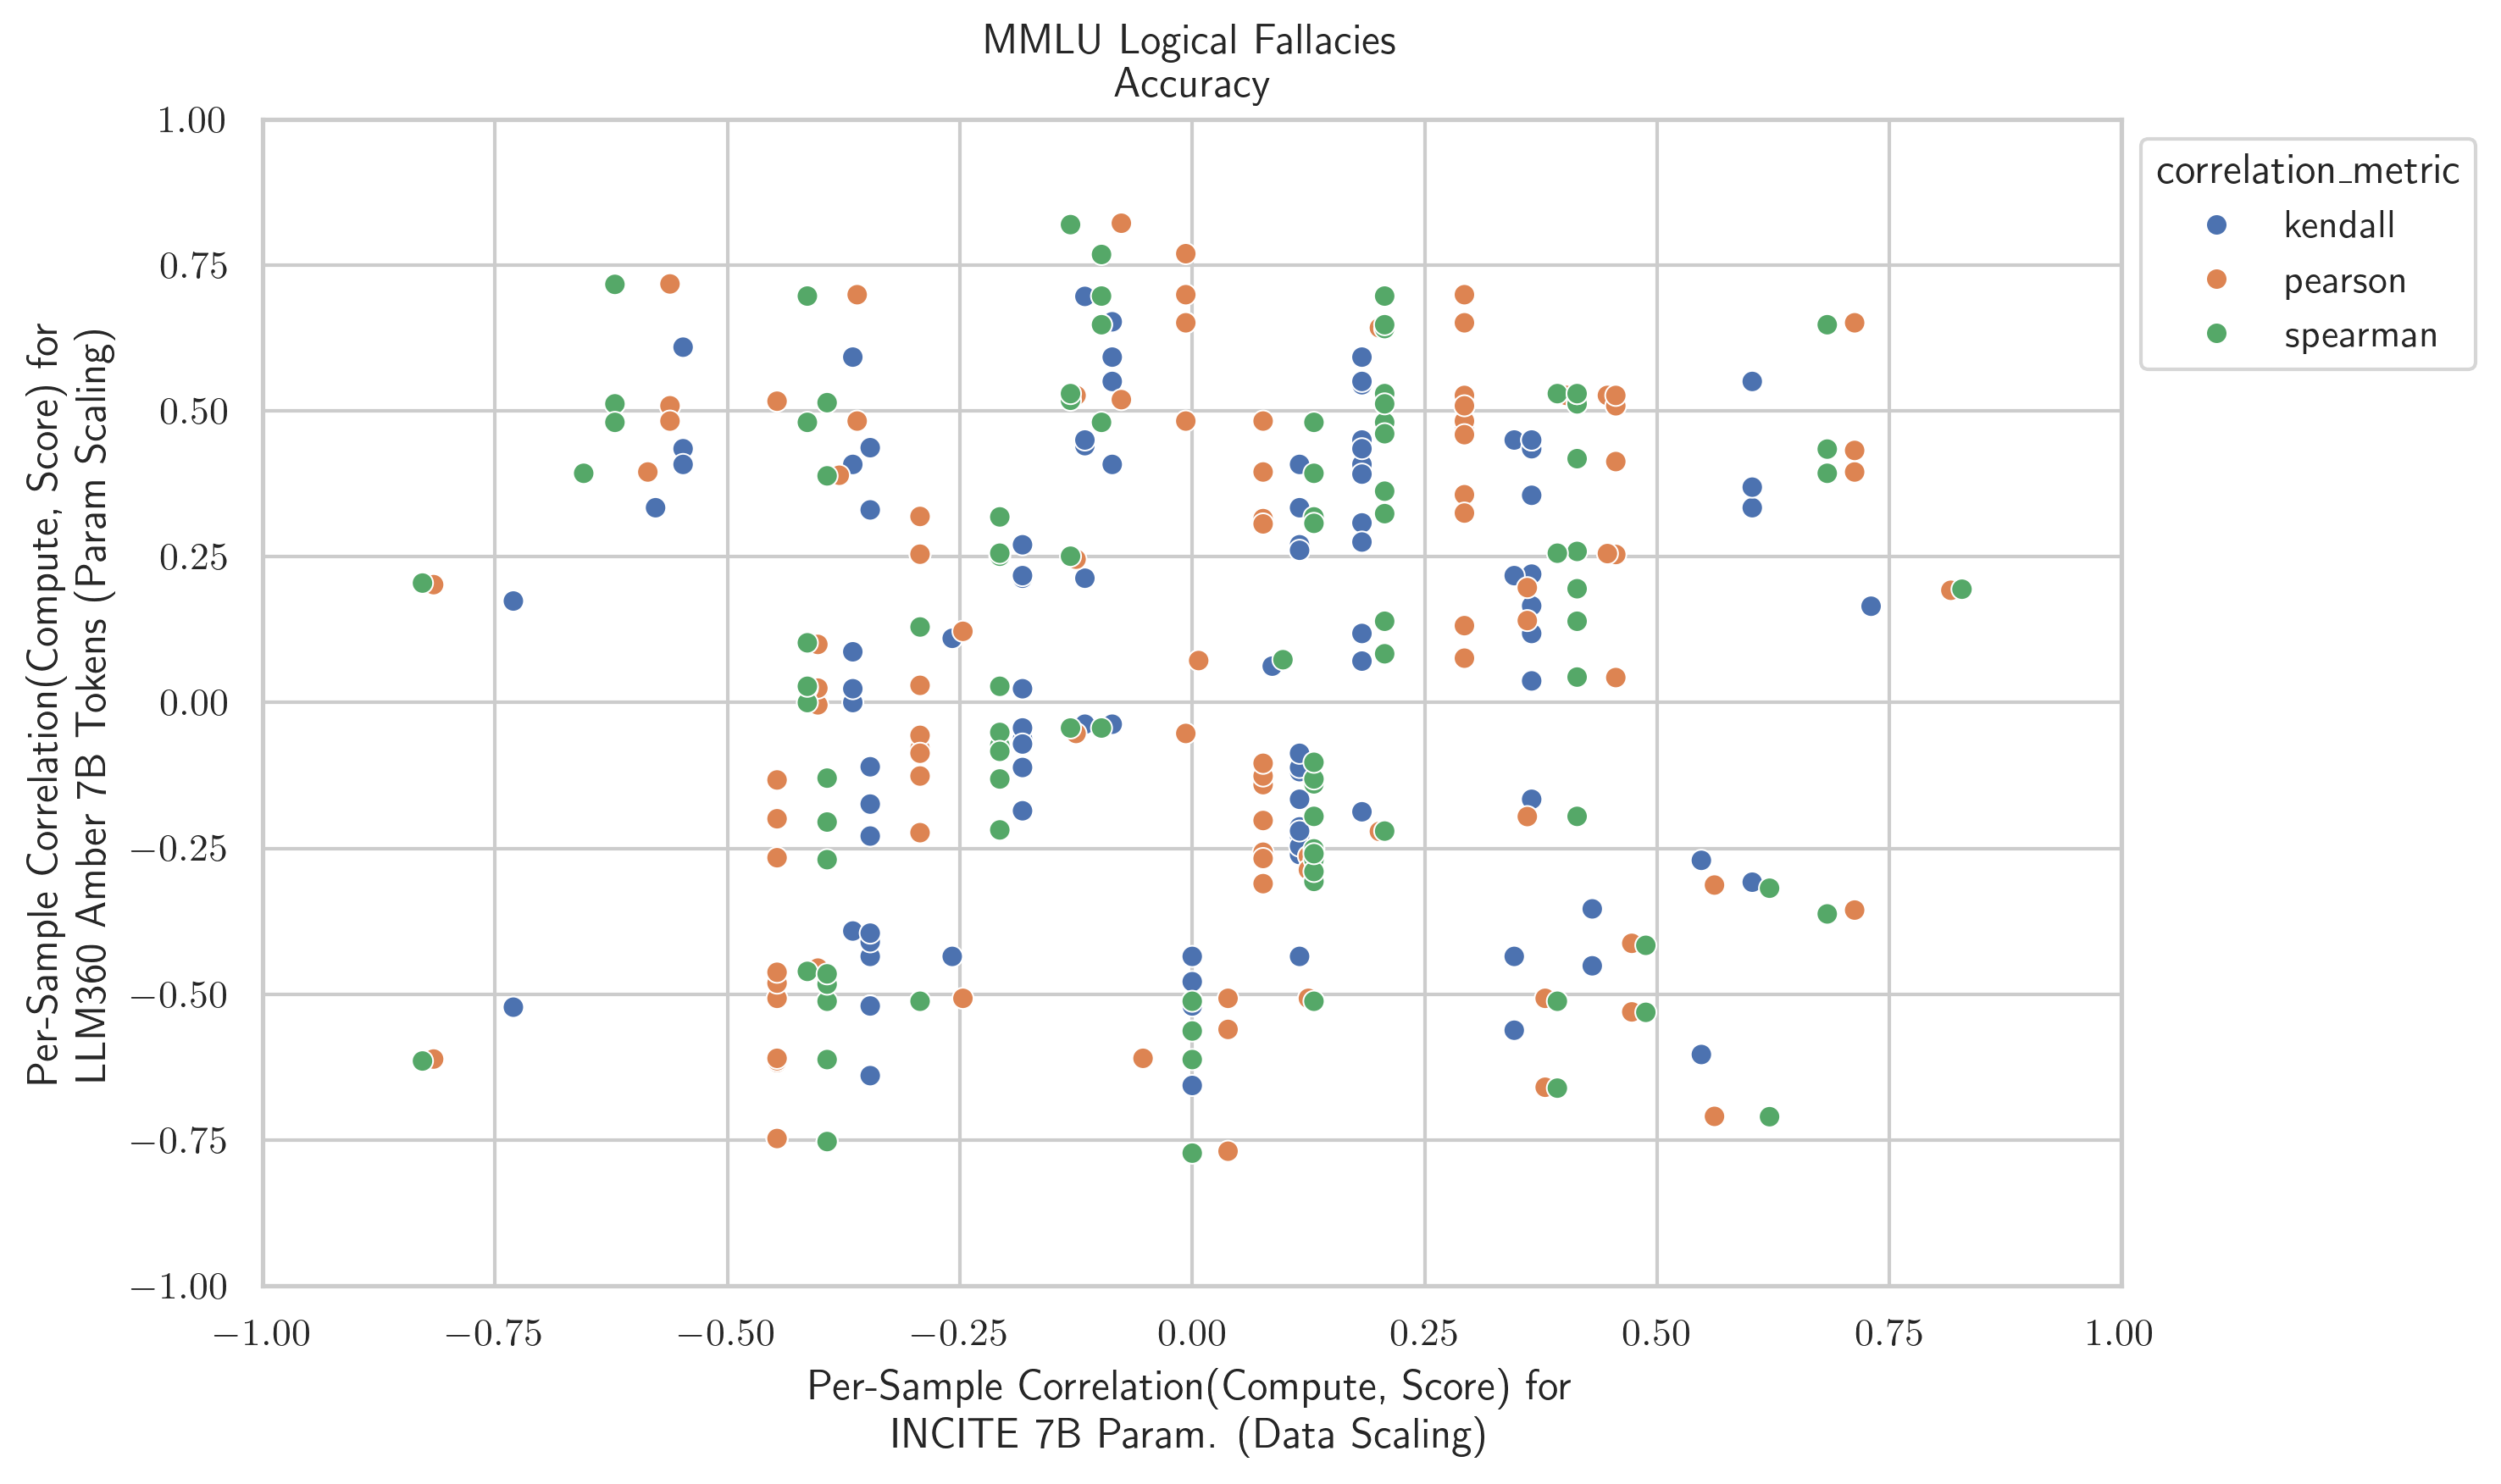 MMLU Logical Fallacies
Accuracy
Per-Sample Correlation(Compute, Score) for
LLM360 Amber 7B Tokens (Param Scaling)
1.00
0.75
0.50
0.25
0.00
−0.25
−0.50
−0.75
−1.00
−1.00 −0.75 −0.50 −0.25 0.00 0.25 0.50 0.75 1.00
Per-Sample Correlation(Compute, Score) for
INCITE 7B Param. (Data Scaling)
correlation_metric
kendall
pearson
spearman